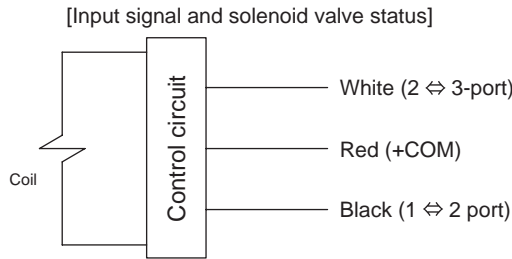 [Input signal and solenoid valve status]
Control circuit
White (2 ⇔ 3-port)
Red (+COM)
Coil
Black (1 ⇔ 2 port)